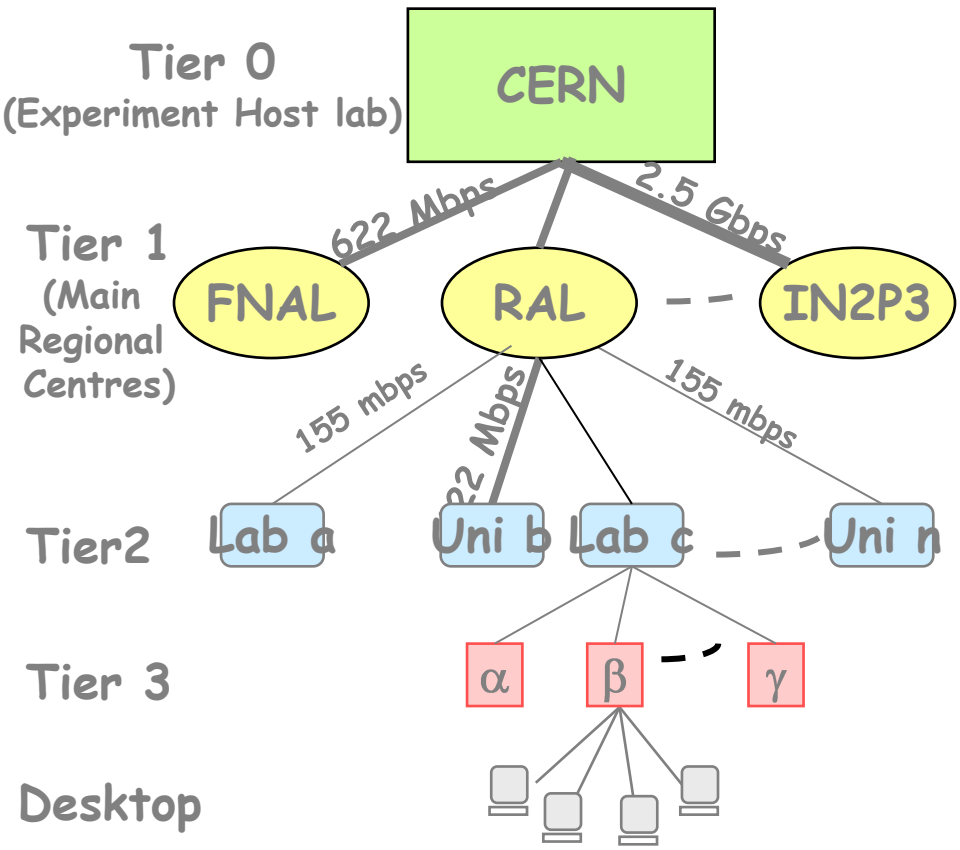 Tier 0
(Experiment Host lab)
CERN
622 Mbps
2.5 Gbps
Tier 1
(Main
Regional
Centres)
FNAL
RAL
IN2P3
155 mbps
22 Mbps
155 mbps
Tier2
Lab a
Uni b
Lab c
Uni n
Tier 3
α
β
γ
Desktop